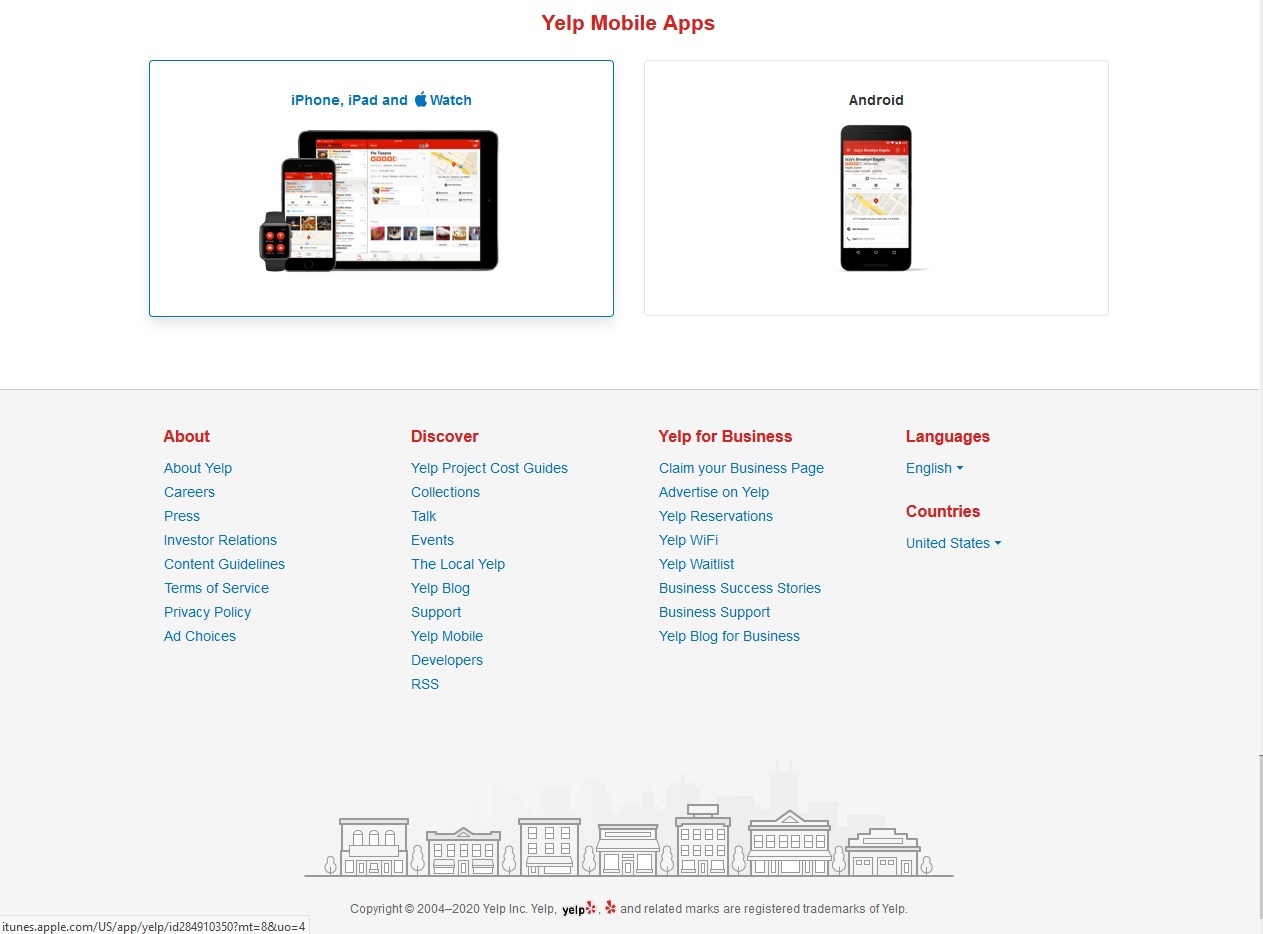 Yelp Mobile Apps
iPhone, iPad and Watch
Android
About
About Yelp
Careers
Press
Investor Relations
Content Guidelines
Terms of Service
Privacy Policy
Ad Choices
Discover
Yelp Project Cost Guides
Collections
Talk
Events
The Local Yelp
Yelp Blog
Support
Yelp Mobile
Developers
RSS
Yelp for Business
Claim your Business Page
Advertise on Yelp
Yelp Reservations
Yelp WiFi
Yelp Waitlist
Business Success Stories
Business Support
Yelp Blog for Business
Languages
English
Countries
United States
Copyright © 2004–2020 Yelp Inc. Yelp, yelp, and related marks are registered trademarks of Yelp.
itunes.apple.com/US/app/yelp/id284910350?mt=8&uo=4